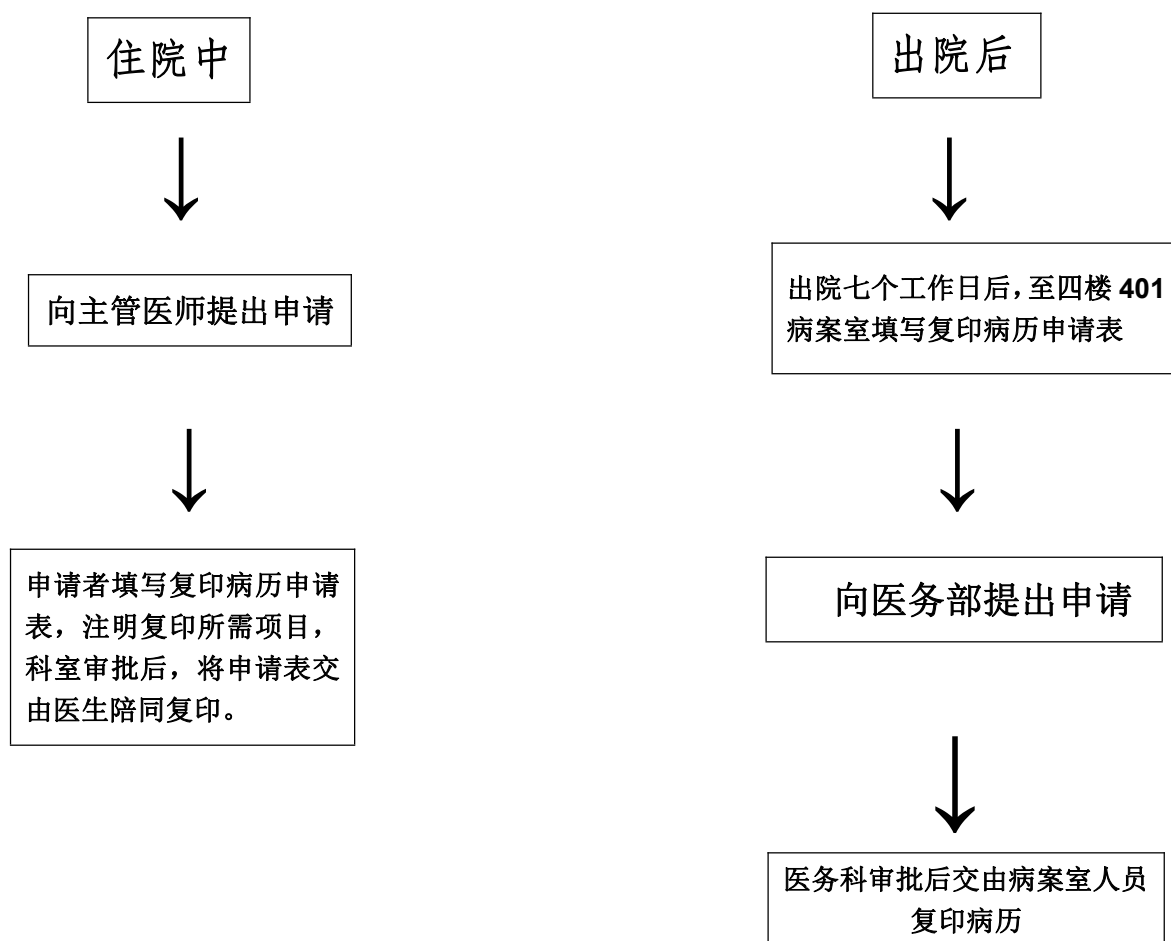 住院中
向主管医师提出申请
申请者填写复印病历申请
表，注明复印所需项目，
科室审批后，将申请表交
由医生陪同复印。
出院后
出院七个工作日后，至四楼 401
病案室填写复印病历申请表
向医务部提出申请
医务科审批后交由病案室人员
复印病历